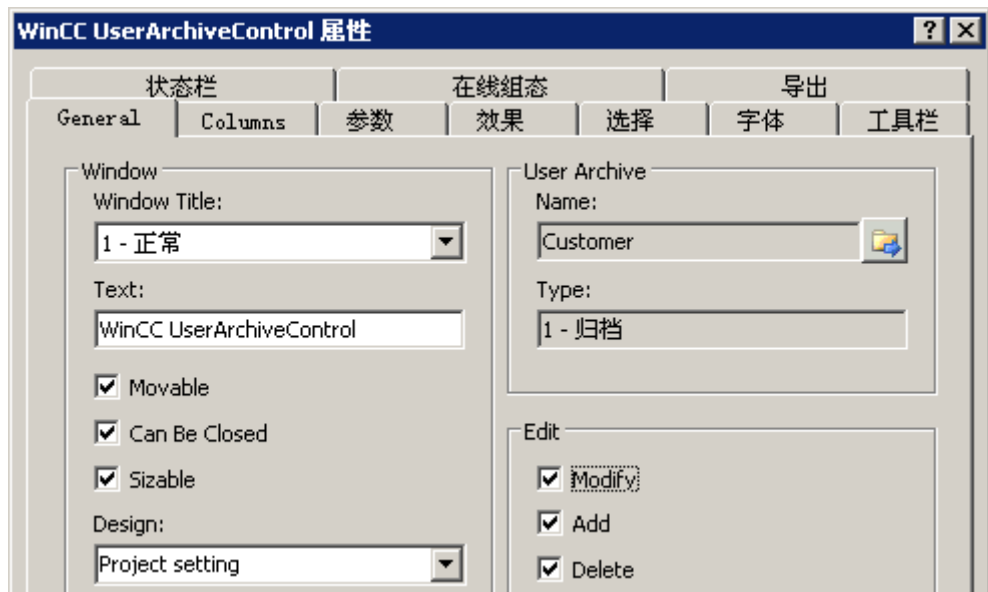 WinCC UserArchiveControl 属性
状态栏 在线组态 导出
General Columns 参数 效果 选择 字体 工具栏
Window
Window Title:
1 - 正常
Text:
WinCC UserArchiveControl
Movable
Can Be Closed
Sizable
Design:
Project setting
User Archive
Name:
Customer
Type:
1 - 归档
Edit
Modify
Add
Delete